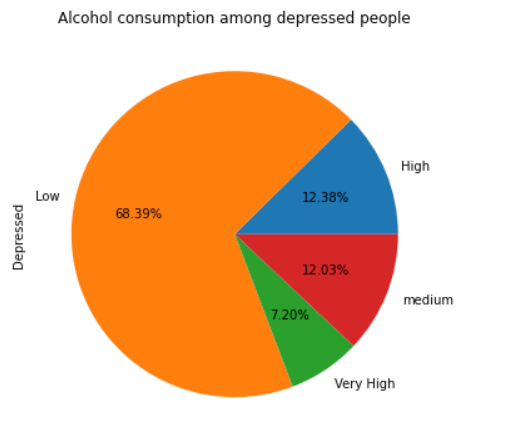 Alcohol consumption among depressed people
High
12.38%
Low
68.39%
Depressed
12.03%
medium
7.20%
Very High